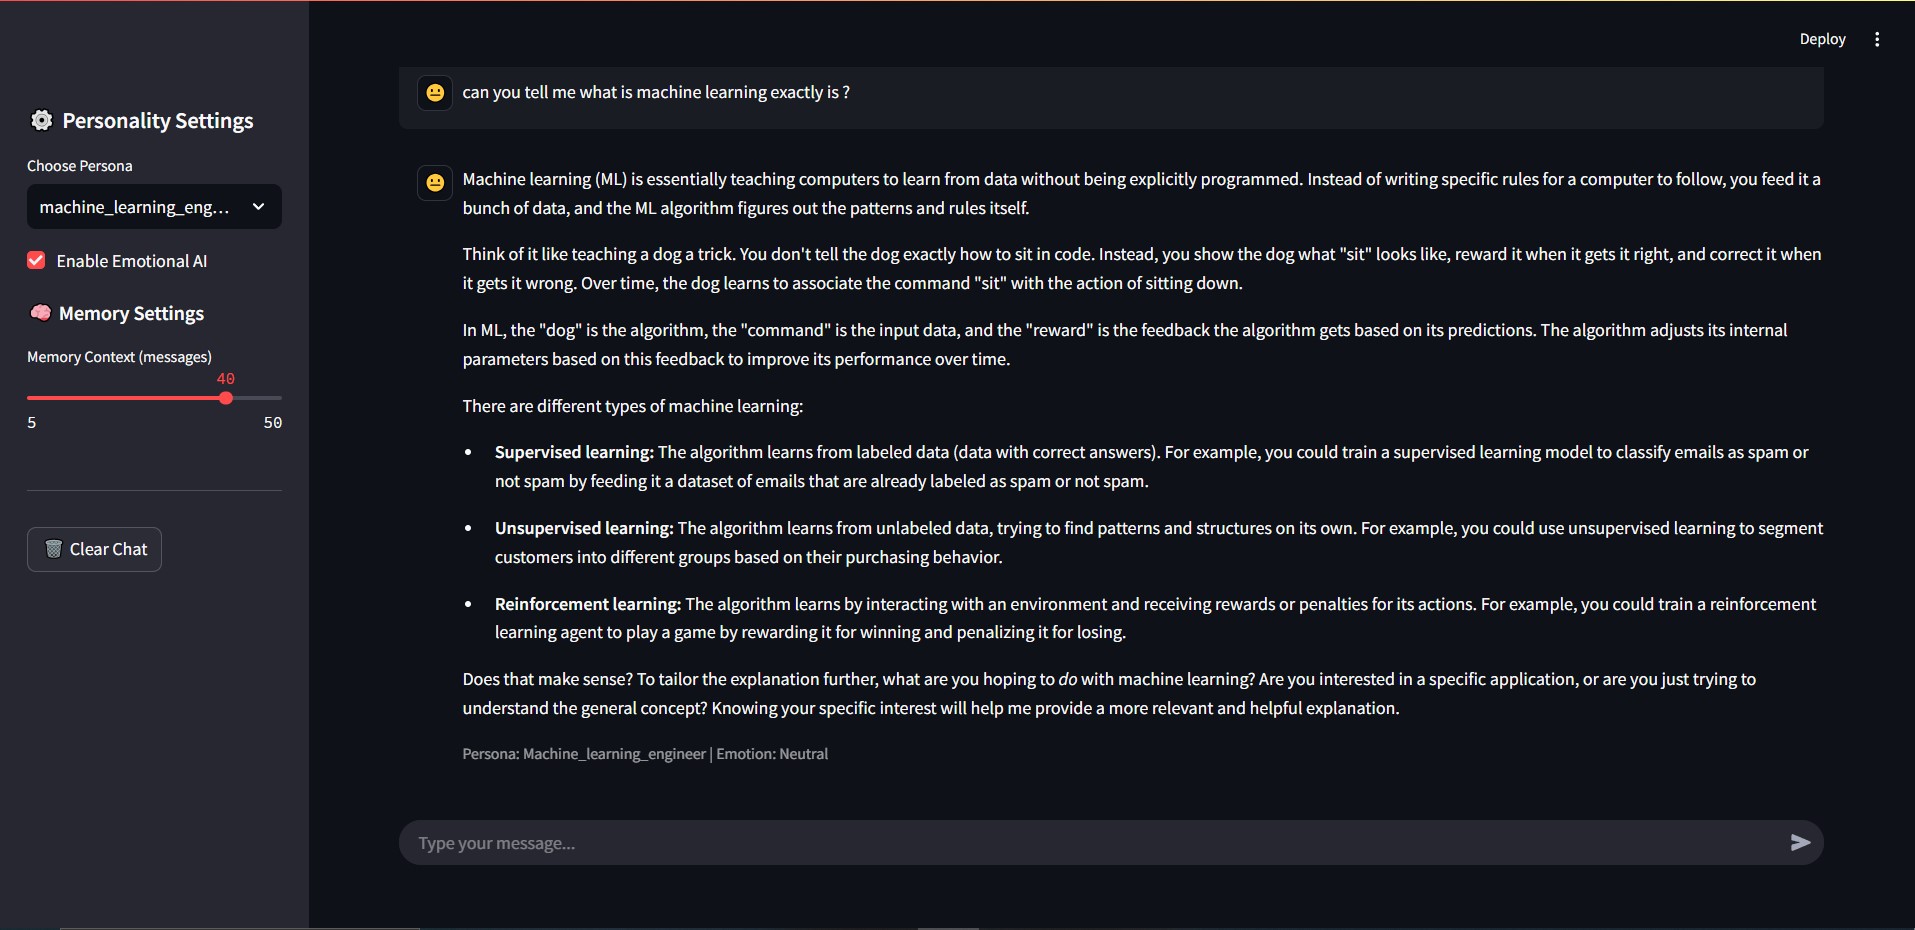 Deploy
Personality Settings
Choose Persona
machine_learning_eng...
Enable Emotional AI
Memory Settings
Memory Context (messages)
40
5 50
Clear Chat
can you tell me what is machine learning exactly is ?
Machine learning (ML) is essentially teaching computers to learn from data without being explicitly programmed. Instead of writing specific rules for a computer to follow, you feed it a
bunch of data, and the ML algorithm figures out the patterns and rules itself.
Think of it like teaching a dog a trick. You don't tell the dog exactly how to sit in code. Instead, you show the dog what "sit" looks like, reward it when it gets it right, and correct it when
it gets it wrong. Over time, the dog learns to associate the command "sit" with the action of sitting down.
In ML, the "dog" is the algorithm, the "command" is the input data, and the "reward" is the feedback the algorithm gets based on its predictions. The algorithm adjusts its internal
parameters based on this feedback to improve its performance over time.
There are different types of machine learning:
• Supervised learning: The algorithm learns from labeled data (data with correct answers). For example, you could train a supervised learning model to classify emails as spam or
not spam by feeding it a dataset of emails that are already labeled as spam or not spam.
• Unsupervised learning: The algorithm learns from unlabeled data, trying to find patterns and structures on its own. For example, you could use unsupervised learning to segment
customers into different groups based on their purchasing behavior.
• Reinforcement learning: The algorithm learns by interacting with an environment and receiving rewards or penalties for its actions. For example, you could train a reinforcement
learning agent to play a game by rewarding it for winning and penalizing it for losing.
Does that make sense? To tailor the explanation further, what are you hoping to do with machine learning? Are you interested in a specific application, or are you just trying to
understand the general concept? Knowing your specific interest will help me provide a more relevant and helpful explanation.
Persona: Machine_learning_engineer | Emotion: Neutral
Type your message...